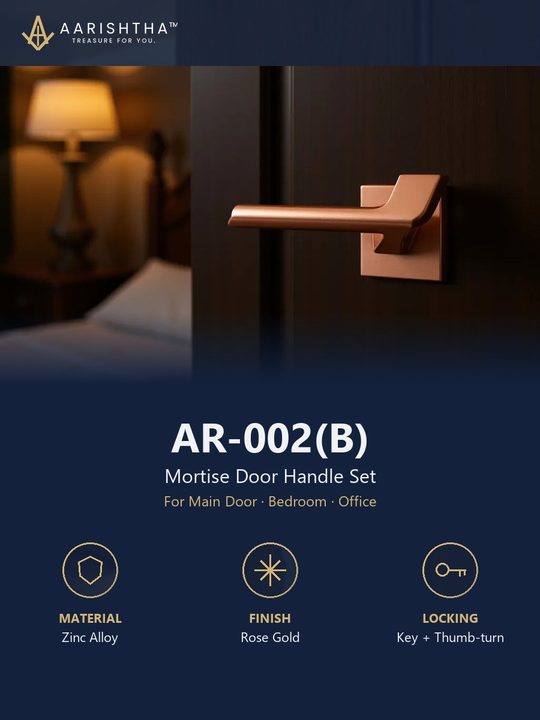 AARISHTHA™
TREASURE FOR YOU.
AR-002(B)
Mortise Door Handle Set
For Main Door · Bedroom · Office
MATERIAL
Zinc Alloy
FINISH
Rose Gold
LOCKING
Key + Thumb-turn